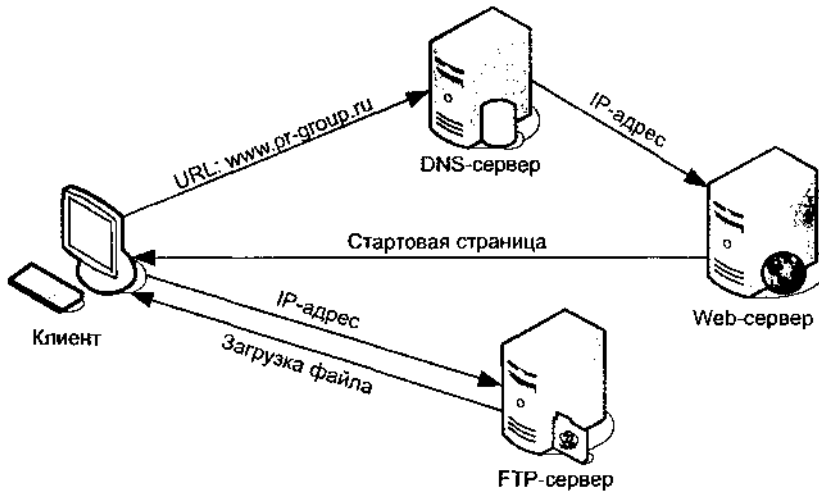 URL: www.pr-group.ru
DNS-сервер
IP-адрес
Стартовая страница
Web-сервер
Клиент
IP-адрес
Загрузка файла
FTP-сервер